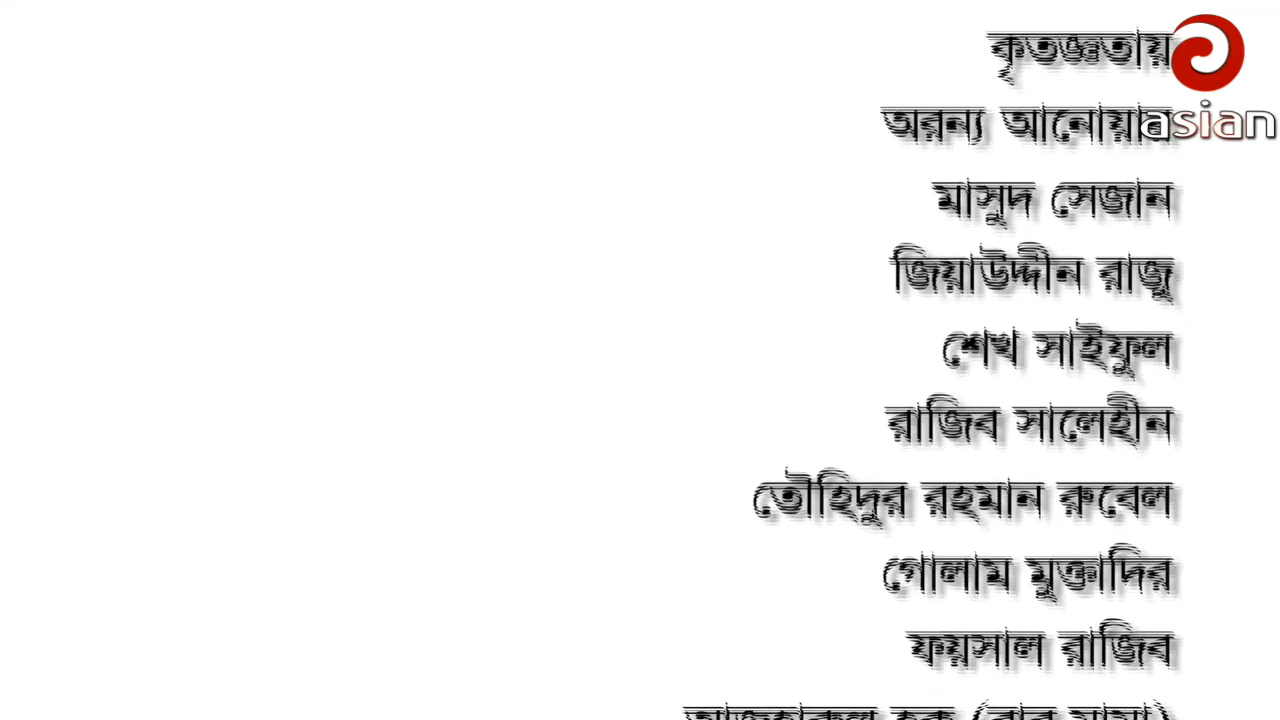 কৃতজ্ঞতায়
অরন্য আনোয়ার
asian
মাসুদ সেজান
জিয়াউদ্দীন রাজু
শেখ সাইফুল
রাজিব সালেহীন
তৌহিদুর রহমান রুবেল
গোলাম মুক্তাদির
ফয়সাল রাজিব